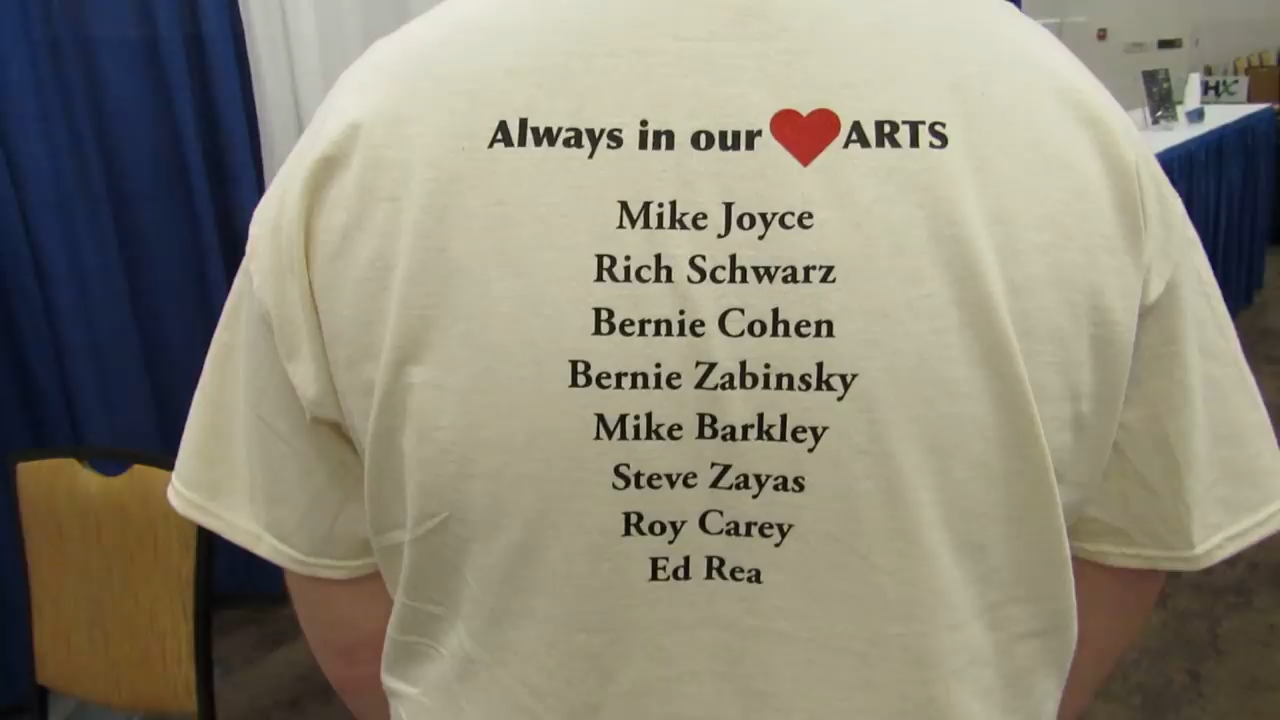 Always in our ❤ARTS
Mike Joyce
Rich Schwarz
Bernie Cohen
Bernie Zabinsky
Mike Barkley
Steve Zayas
Roy Carey
Ed Rea
HX